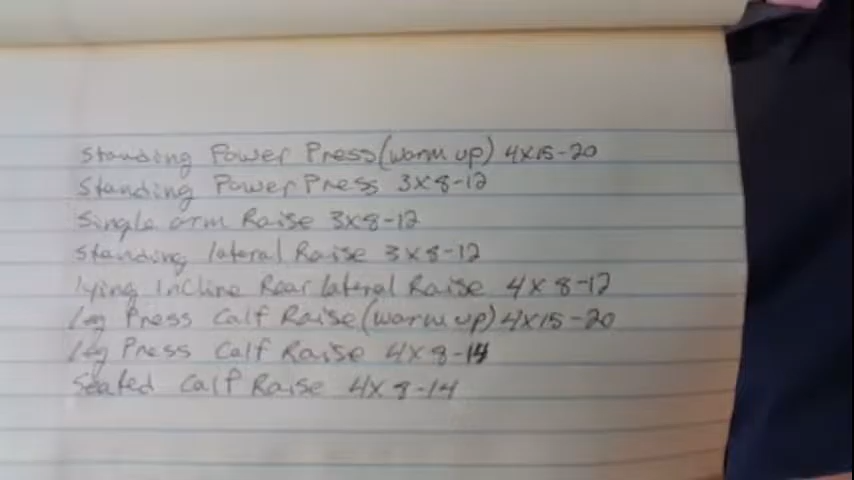 Standing Power Press (warm up) 4x15-20
Standing Power Press 3x8-12
Single arm Raise 3x8-12
Standing lateral Raise 3x8-12
lying Incline Rear lateral Raise 4x8-12
leg Press Calf Raise (warm up) 4x15-20
leg Press Calf Raise 4x8-14
Seated Calf Raise 4x8-14